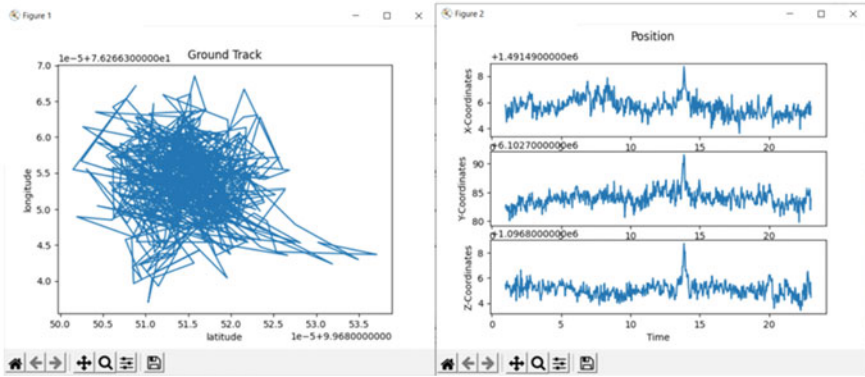 Figure 1
1e-5+7.6266300000e1
Ground Track
7.0
6.5
6.0
5.5
5.0
4.5
4.0
longitude
50.0 50.5 51.0 51.5 52.0 52.5 53.0 53.5
latitude
1e-5+9.9680000000
Figure 2
Position
+1.4914900000e6
8
6
4
X-Coordinates
0 5 10 15 20
+6.1027000000e6
90
85
80
Y-Coordinates
0 5 10 15 20
+1.0968000000e6
8
6
4
Z-Coordinates
0 5 10 15 20
Time